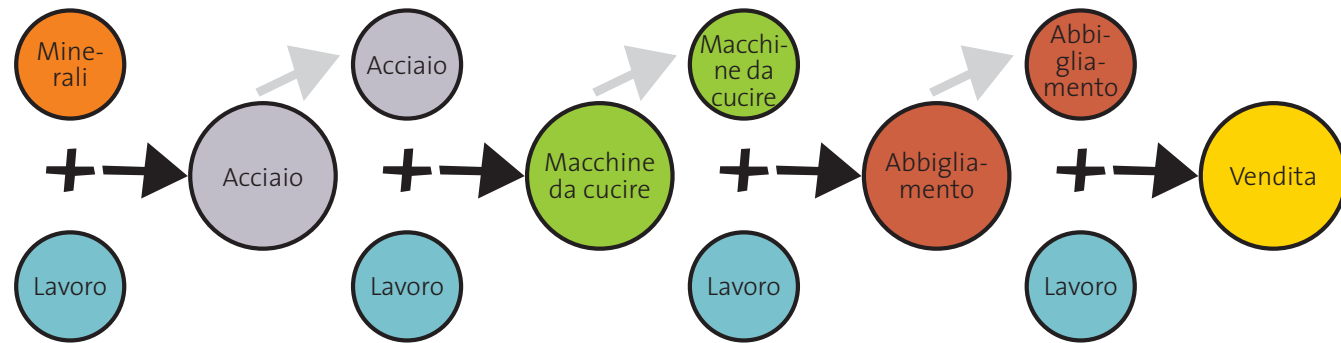 Mine-
rali
Acciaio
Macchi-
ne da
cucire
Abbi-
glia-
mento
Acciaio
Macchine
da cucire
Abbiglia-
mento
Vendita
Lavoro
Lavoro
Lavoro
Lavoro